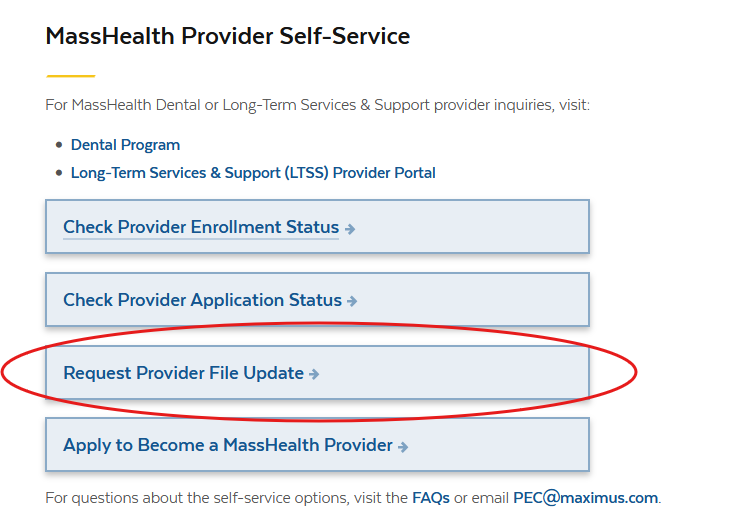 MassHealth Provider Self-Service
For MassHealth Dental or Long-Term Services & Support provider inquiries, visit:
• Dental Program
• Long-Term Services & Support (LTSS) Provider Portal
Check Provider Enrollment Status →
Check Provider Application Status →
Request Provider File Update →
Apply to Become a MassHealth Provider →
For questions about the self-service options, visit the FAQs or email PEC@maximus.com.